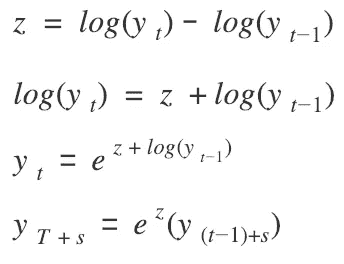 z = log(y_t) − log(y_{t−1})
log(y_t) = z + log(y_{t−1})
y_t = e^{z + log(y_{t−1})}
y_{T+s} = e^z(y_{(t−1)+s})